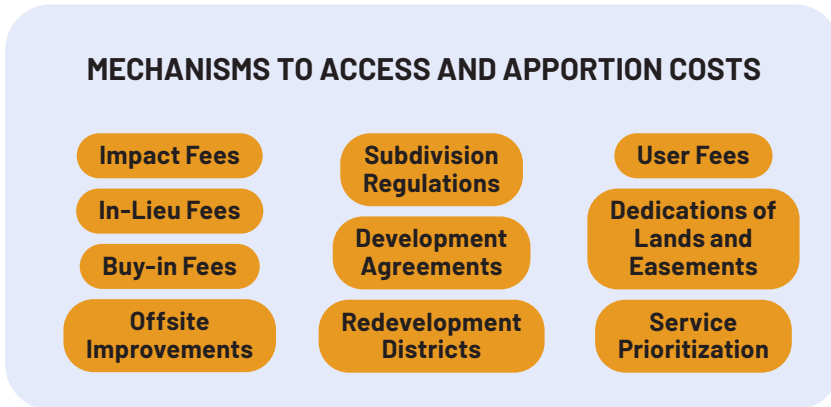 MECHANISMS TO ACCESS AND APPORTION COSTS
Impact Fees
In-Lieu Fees
Buy-in Fees
Offsite
Improvements
Subdivision
Regulations
Development
Agreements
Redevelopment
Districts
User Fees
Dedications of
Lands and
Easements
Service
Prioritization